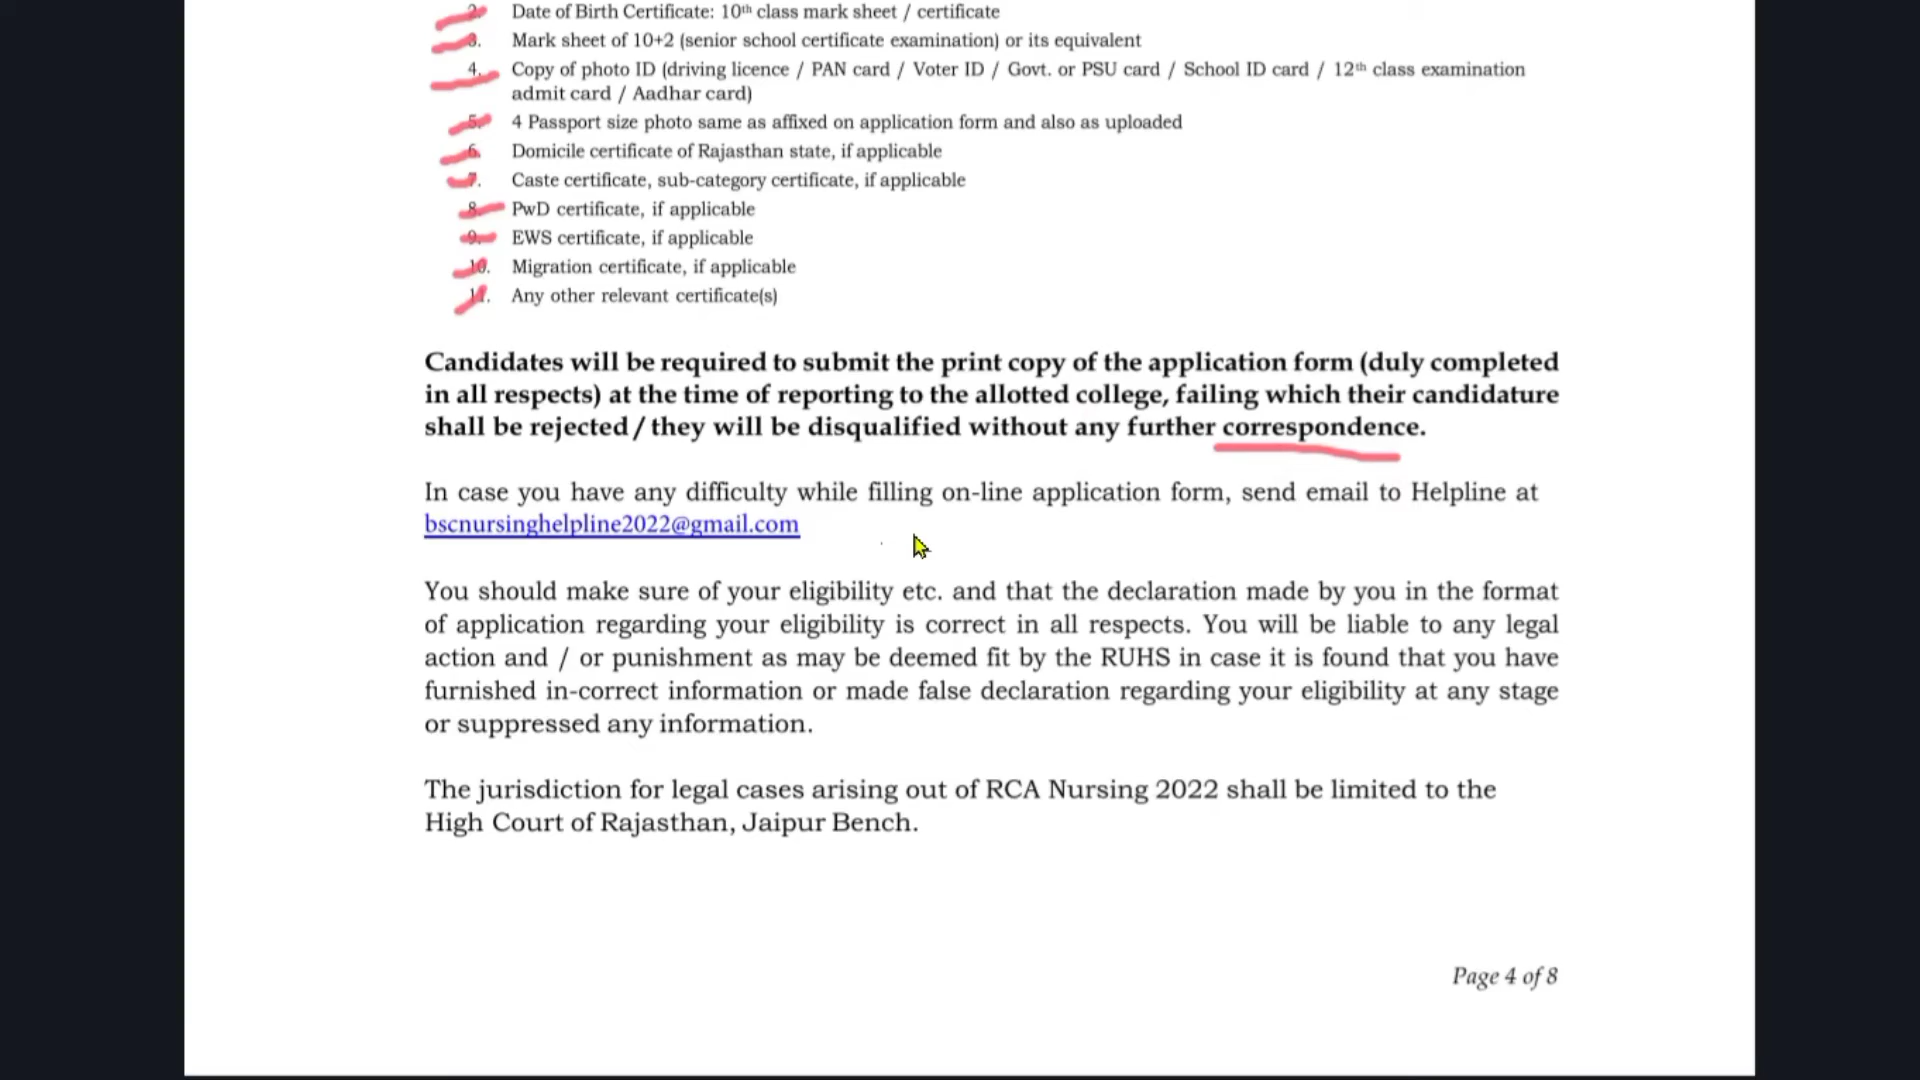 2. Date of Birth Certificate: 10th class mark sheet / certificate
3. Mark sheet of 10+2 (senior school certificate examination) or its equivalent
4. Copy of photo ID (driving licence / PAN card / Voter ID / Govt. or PSU card / School ID card / 12th class examination
admit card / Aadhar card)
5. 4 Passport size photo same as affixed on application form and also as uploaded
6. Domicile certificate of Rajasthan state, if applicable
7. Caste certificate, sub-category certificate, if applicable
8. PwD certificate, if applicable
9. EWS certificate, if applicable
10. Migration certificate, if applicable
11. Any other relevant certificate(s)
Candidates will be required to submit the print copy of the application form (duly completed
in all respects) at the time of reporting to the allotted college, failing which their candidature
shall be rejected / they will be disqualified without any further correspondence.
In case you have any difficulty while filling on-line application form, send email to Helpline at
bscnursinghelpline2022@gmail.com
You should make sure of your eligibility etc. and that the declaration made by you in the format
of application regarding your eligibility is correct in all respects. You will be liable to any legal
action and / or punishment as may be deemed fit by the RUHS in case it is found that you have
furnished in-correct information or made false declaration regarding your eligibility at any stage
or suppressed any information.
The jurisdiction for legal cases arising out of RCA Nursing 2022 shall be limited to the
High Court of Rajasthan, Jaipur Bench.
Page 4 of 8